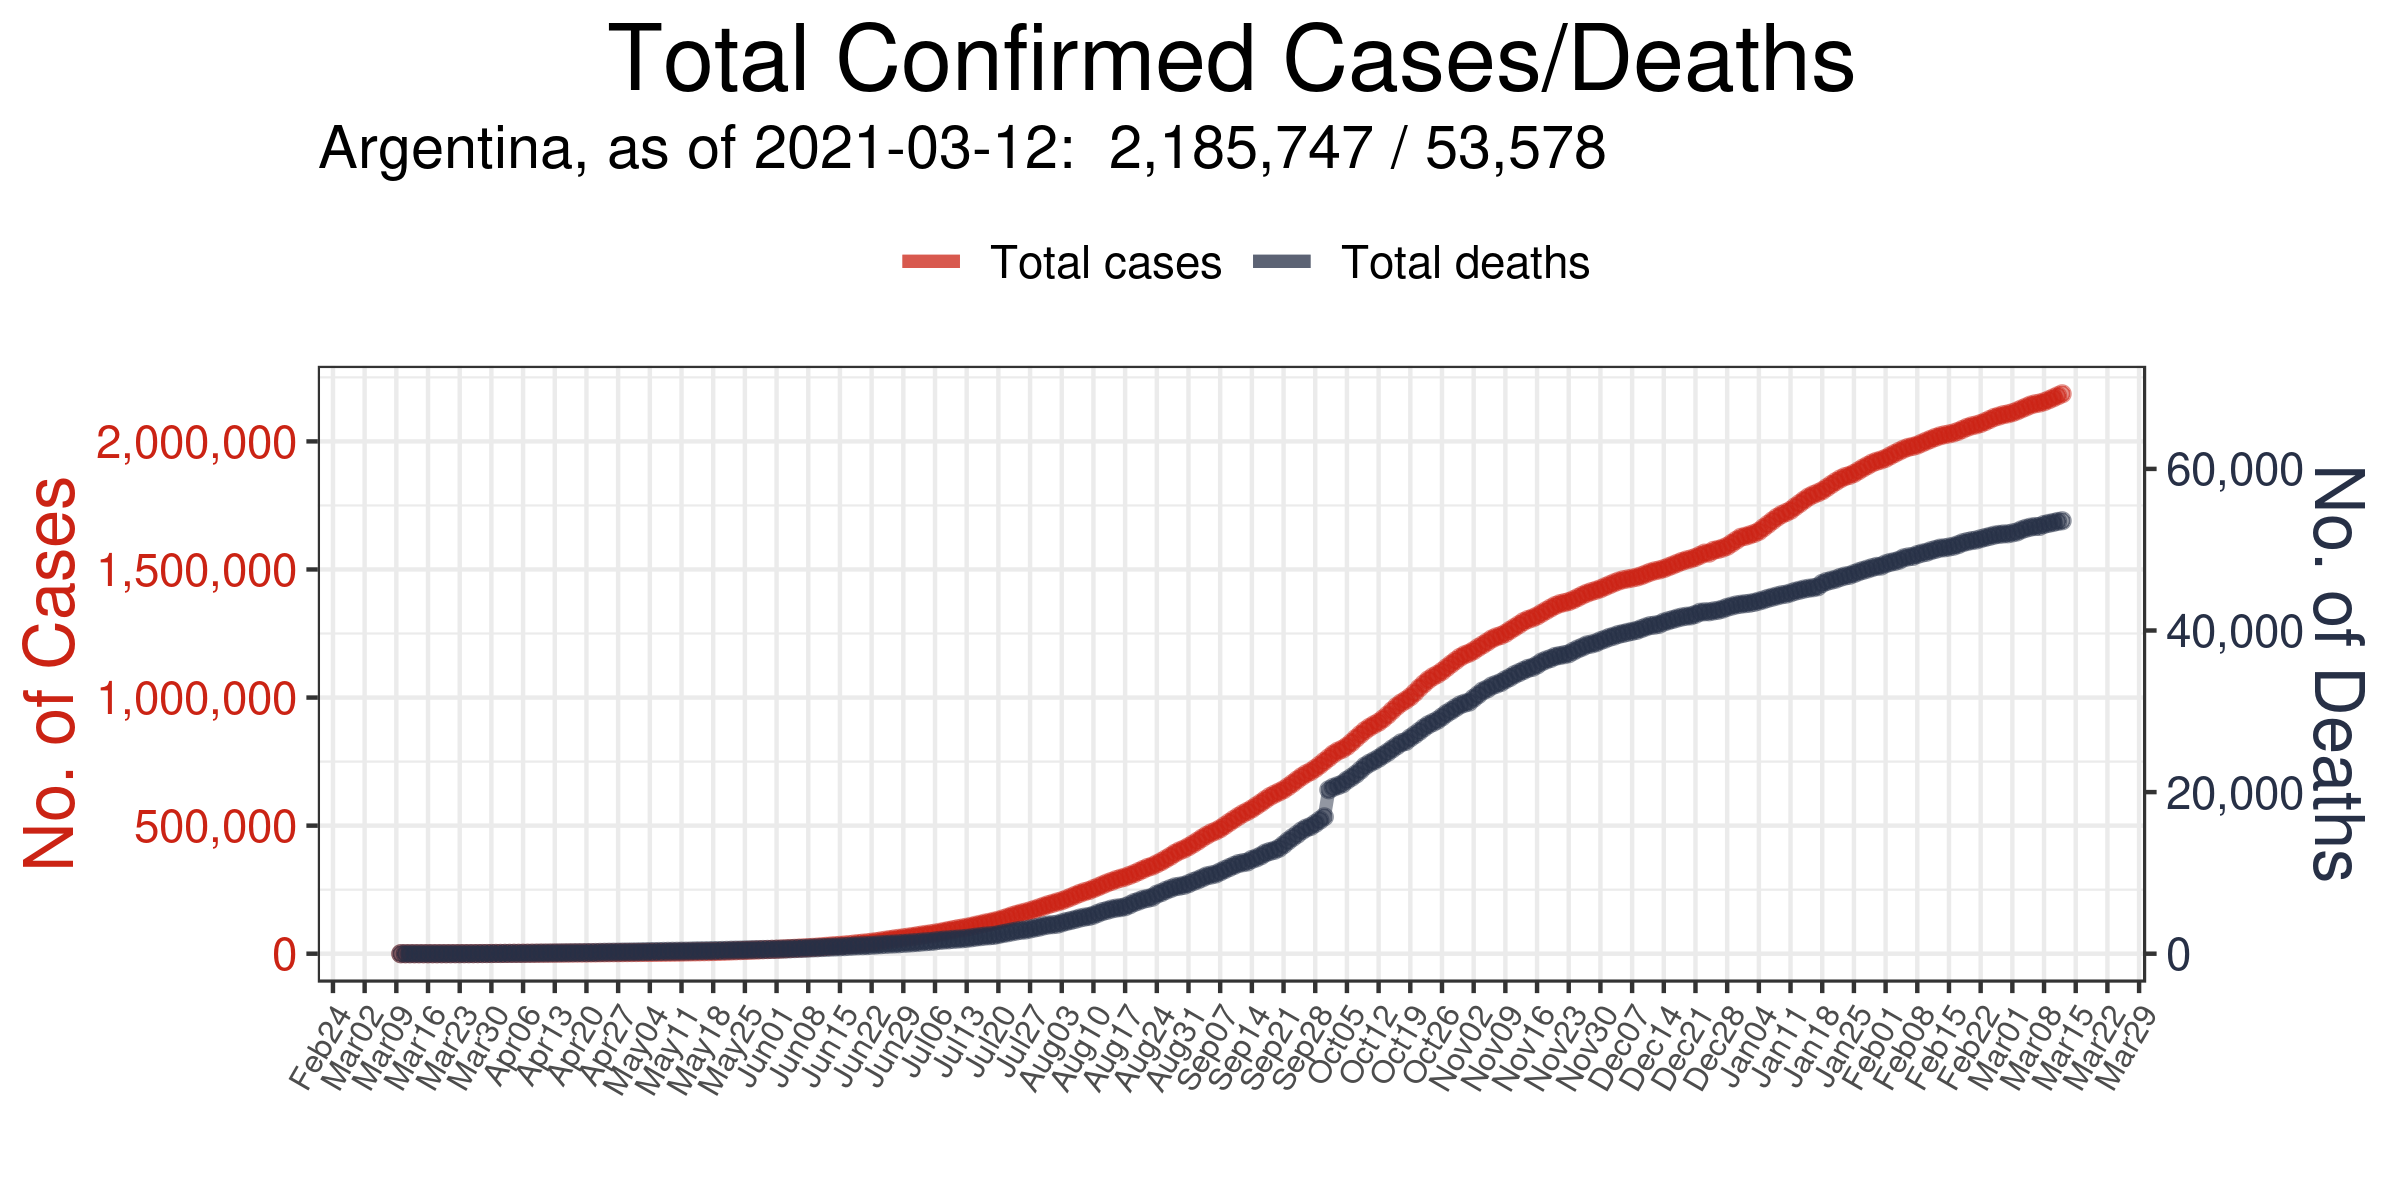 Total Confirmed Cases/Deaths
Argentina, as of 2021-03-12:  2,185,747 / 53,578
Total cases
Total deaths
No. of Cases
2,000,000
1,500,000
1,000,000
500,000
0
60,000
40,000
20,000
0
No. of Deaths
Feb24
Mar02
Mar09
Mar16
Mar23
Mar30
Apr06
Apr13
Apr20
Apr27
May04
May11
May18
May25
Jun01
Jun08
Jun15
Jun22
Jun29
Jul06
Jul13
Jul20
Jul27
Aug03
Aug10
Aug17
Aug24
Aug31
Sep07
Sep14
Sep21
Sep28
Oct05
Oct12
Oct19
Oct26
Nov02
Nov09
Nov16
Nov23
Nov30
Dec07
Dec14
Dec21
Dec28
Jan04
Jan11
Jan18
Jan25
Feb01
Feb08
Feb15
Feb22
Mar01
Mar08
Mar15
Mar22
Mar29